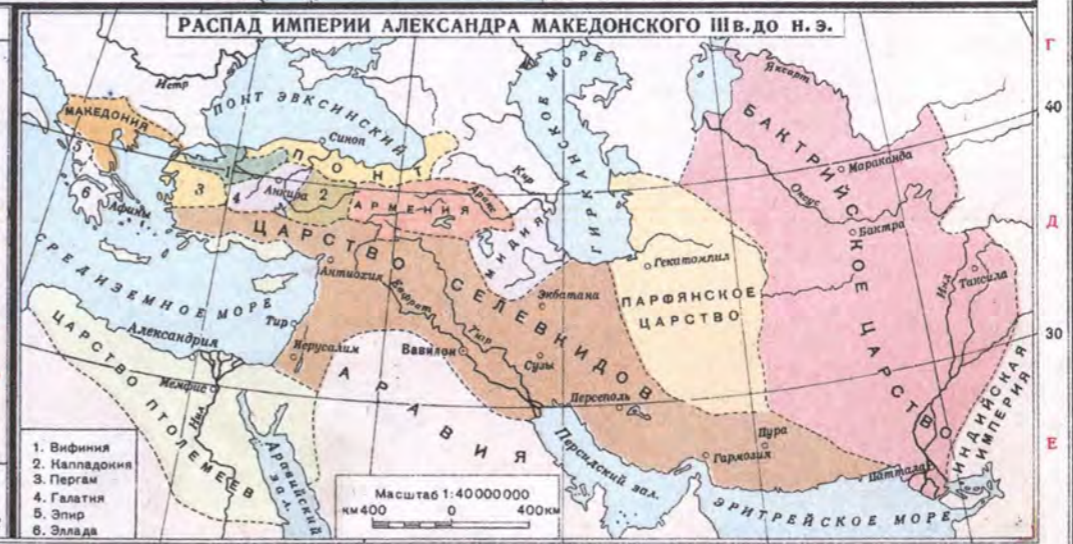 РАСПАД ИМПЕРИИ АЛЕКСАНДРА МАКЕДОНСКОГО III в. до н. э.
Г
40
Д
30
Е
Истр
ПОНТ ЭВКСИНСКИЙ
ГИРКАНСКОЕ МОРЕ
Яксарт
МАКЕДОНИЯ
Синоп
ПОНТ
Кир
Аракс
БАКТРИЙСКОЕ ЦАРСТВО
Мараканда
Оксус
Бактра
5
6
Афины
1
3
4
Анкира
2
АРМЕНИЯ
МИДИЯ
ЦАРСТВО СЕЛЕВКИДОВ
Гекатомпил
Инд
Таксила
СРЕДИЗЕМНОЕ МОРЕ
Антиохия
Евфрат
Экбатана
ПАРФЯНСКОЕ
ЦАРСТВО
Тир
Александрия
Иерусалим
Вавилон
Тигр
Сузы
ЦАРСТВО ПТОЛЕМЕЕВ
Мемфис
Нил
АРАВИЯ
Персеполь
ИНДИЙСКАЯ
ИМПЕРИЯ
Пура
Гармозия
Паттала
Аравийский
зал.
Персидский зал.
ЭРИТРЕЙСКОЕ МОРЕ
1. Вифиния
2. Каппадокия
3. Пергам
4. Галатия
5. Эпир
6. Эллада
Масштаб 1:40 000 000
км 400 0 400 км